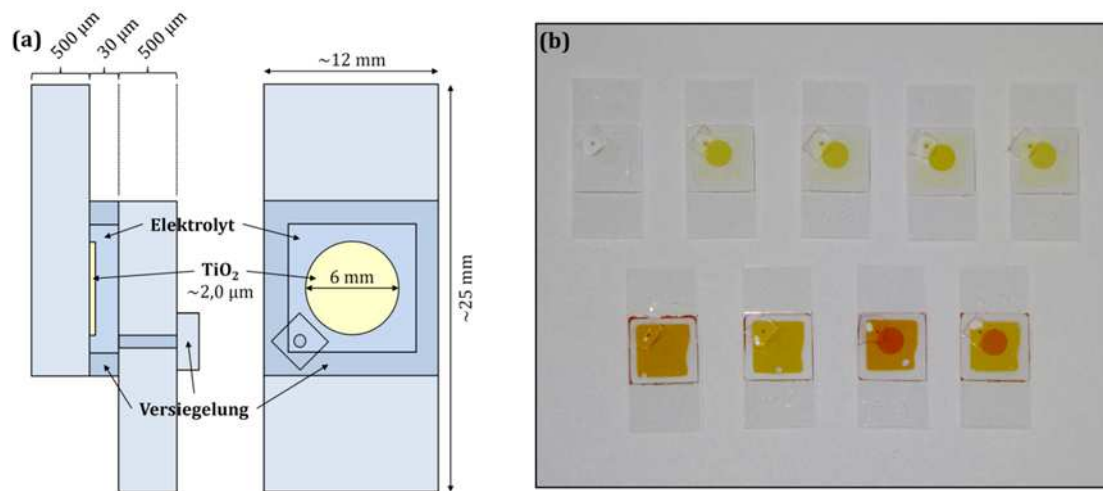 (a)
500 µm
30 µm
500 µm
~12 mm
Elektrolyt
TiO₂
~2,0 µm
6 mm
~25 mm
Versiegelung
(b)